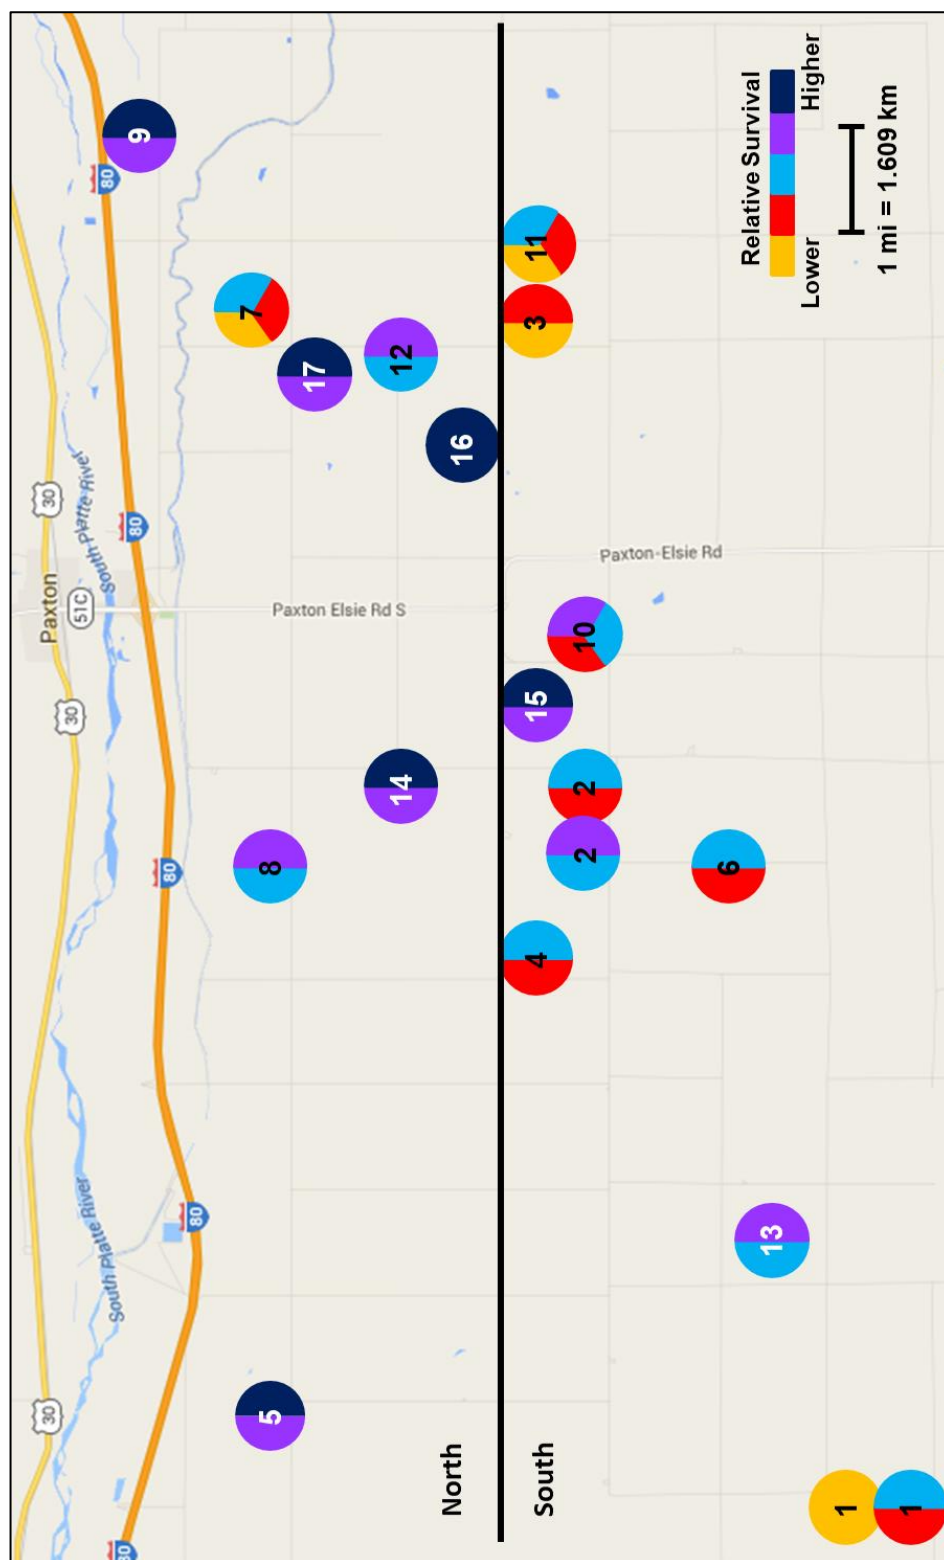 30
Paxton
30
30
51C
South Platte River
South Platte River
80
80
80
80
80
9
7
5
8
17
Paxton Elsie Rd S
14
12
North
16
South
4
15
3
11
2
2
10
Paxton-Elsie Rd
6
13
1
1
Relative Survival
Lower
Higher
1 mi = 1.609 km